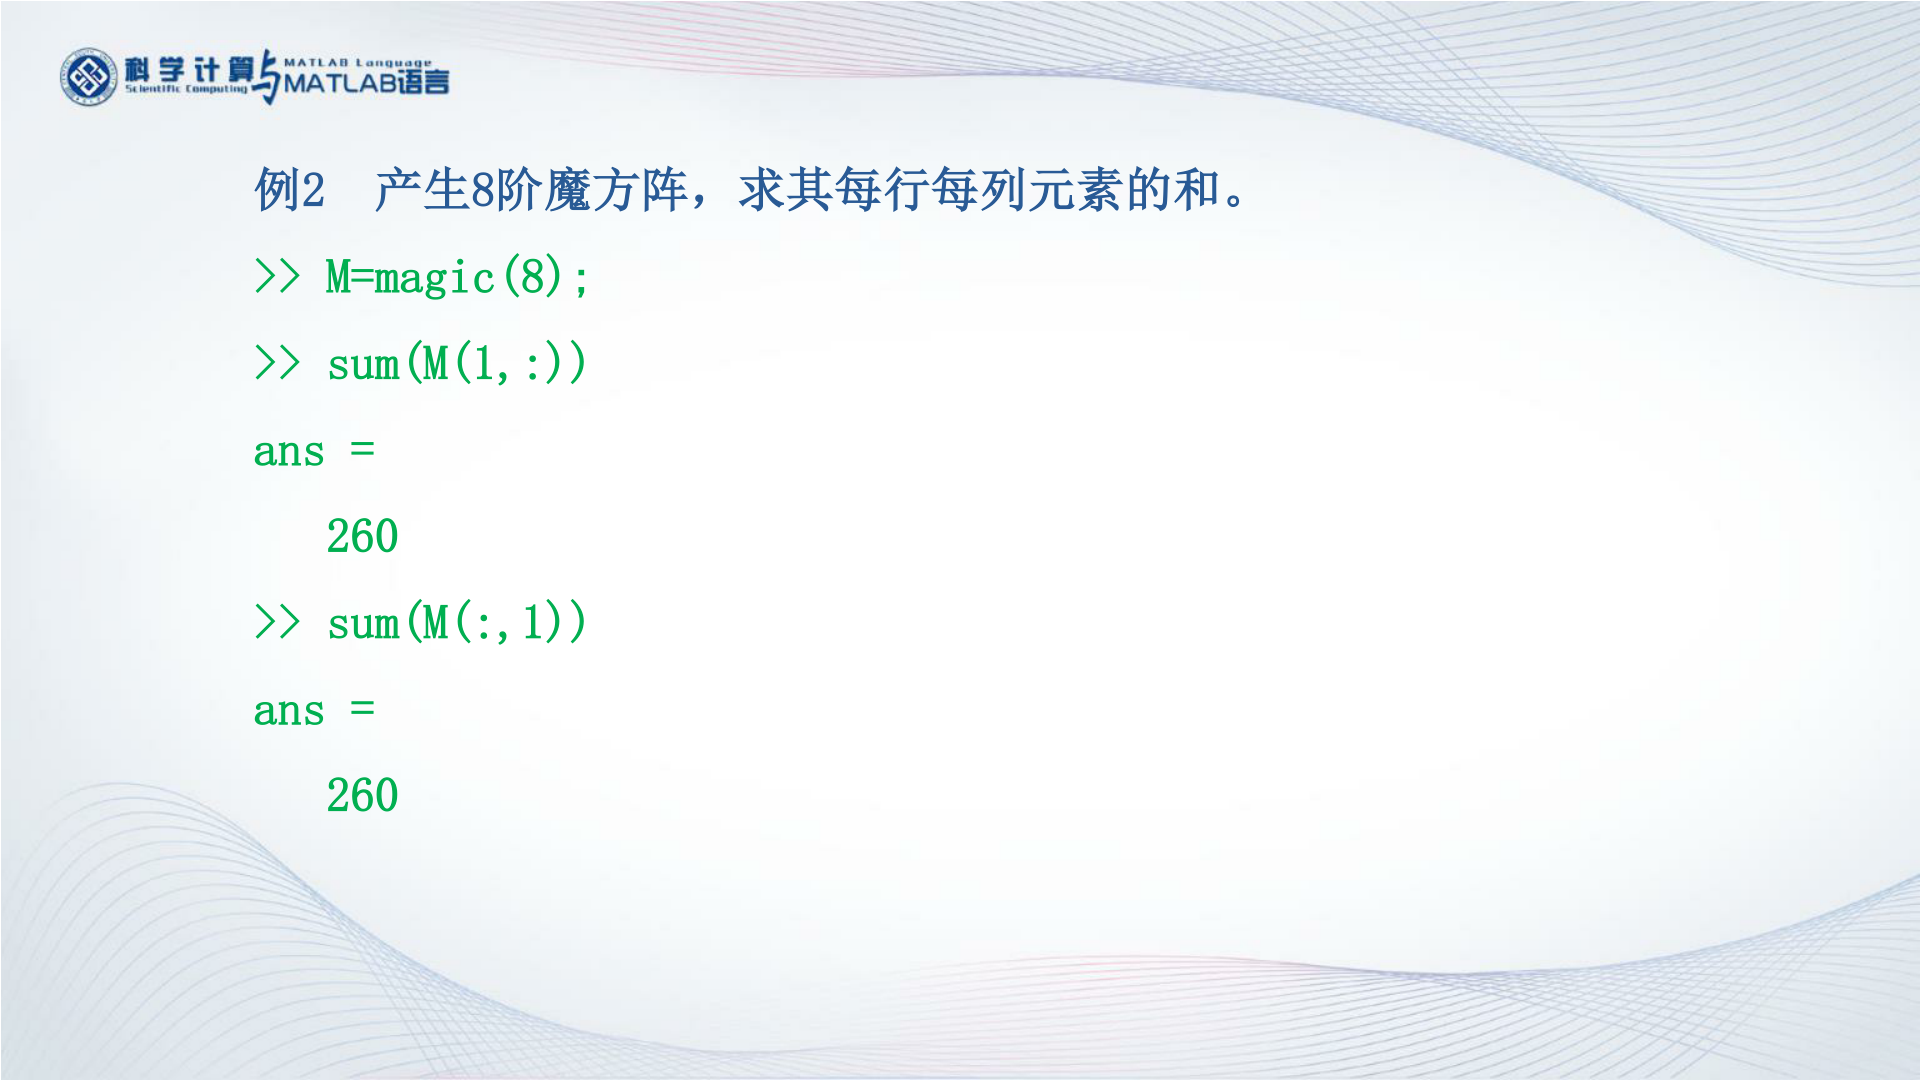 科学计算与MATLAB语言
Scientific Computing MATLAB Language
例2 产生8阶魔方阵，求其每行每列元素的和。
>> M=magic(8);
>> sum(M(1,:))
ans =
260
>> sum(M(:,1))
ans =
260